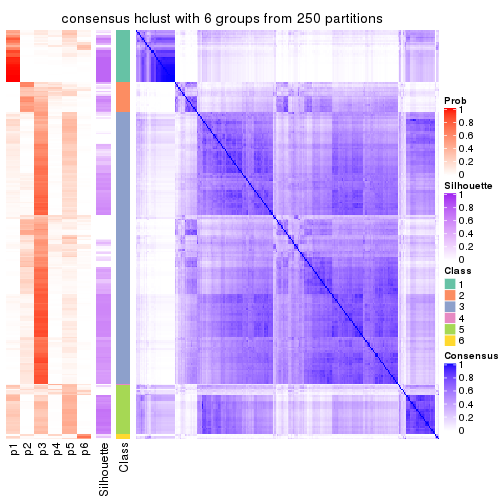 consensus hclust with 6 groups from 250 partitions
Prob
1
0.8
0.6
0.4
0.2
0
Silhouette
1
0.8
0.6
0.4
0.2
0
Class
1
2
3
4
5
6
Consensus
1
0.8
0.6
0.4
0.2
0
p1
p2
p3
p4
p5
p6
Silhouette
Class